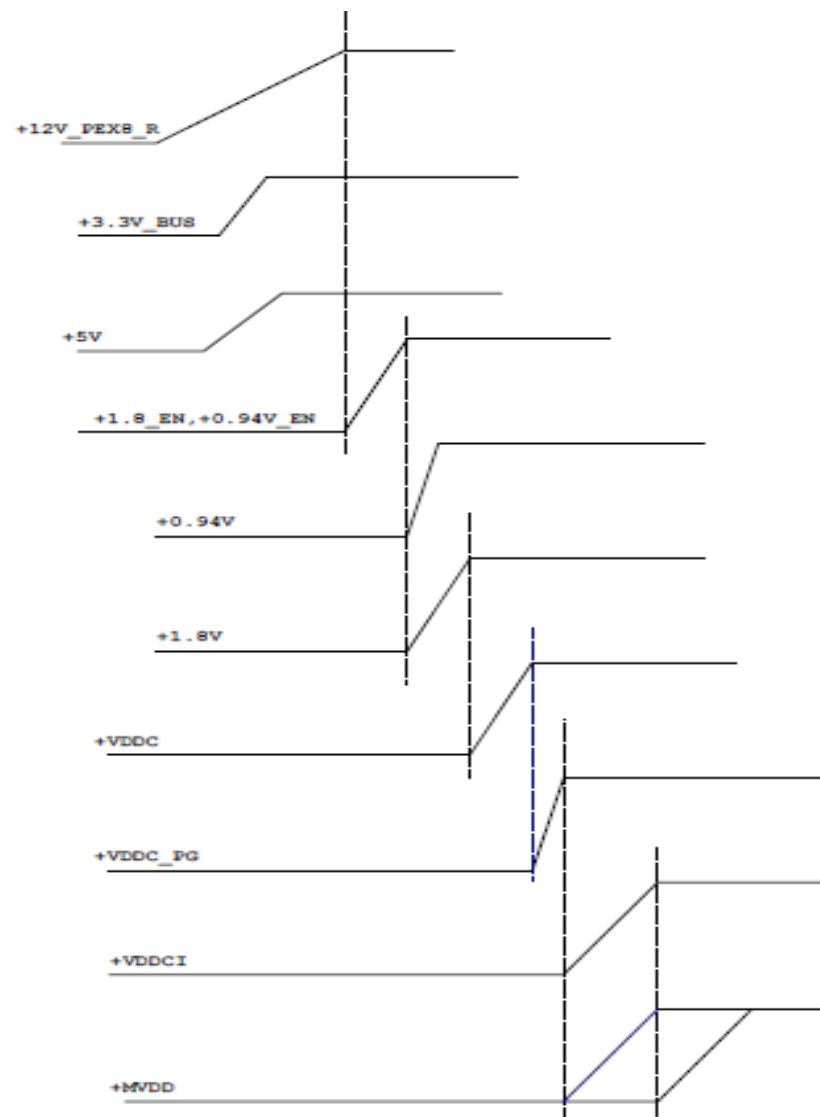 +12V_PEX8_R
+3.3V_BUS
+5V
+1.8_EN,+0.94V_EN
+0.94V
+1.8V
+VDDC
+VDDC_PG
+VDDCI
+MVDD